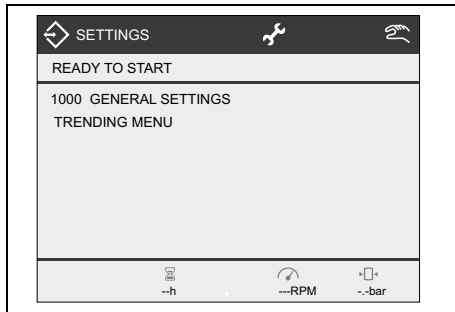 SETTINGS
READY TO START
1000 GENERAL SETTINGS
TRENDING MENU
--h ---RPM -.-bar